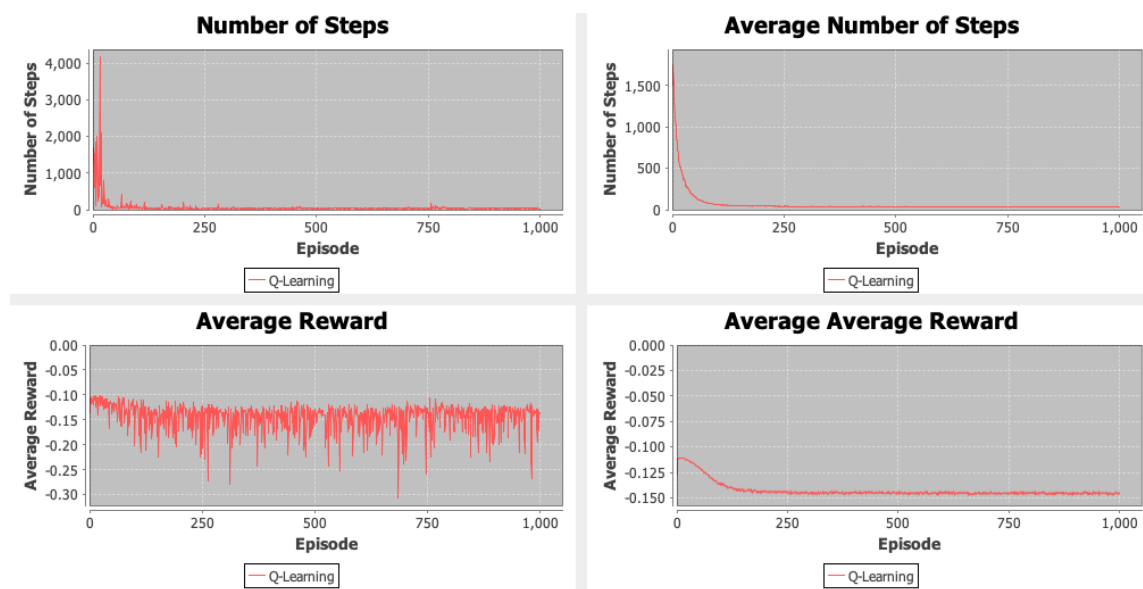 Number of Steps
Number of Steps
4,000
3,000
2,000
1,000
0
0 250 500 750 1,000
Episode
Q-Learning
Average Number of Steps
Number of Steps
1,500
1,000
500
0
0 250 500 750 1,000
Episode
Q-Learning
Average Reward
Average Reward
0.00
-0.05
-0.10
-0.15
-0.20
-0.25
-0.30
0 250 500 750 1,000
Episode
Q-Learning
Average Average Reward
Average Reward
0.000
-0.025
-0.050
-0.075
-0.100
-0.125
-0.150
0 250 500 750 1,000
Episode
Q-Learning